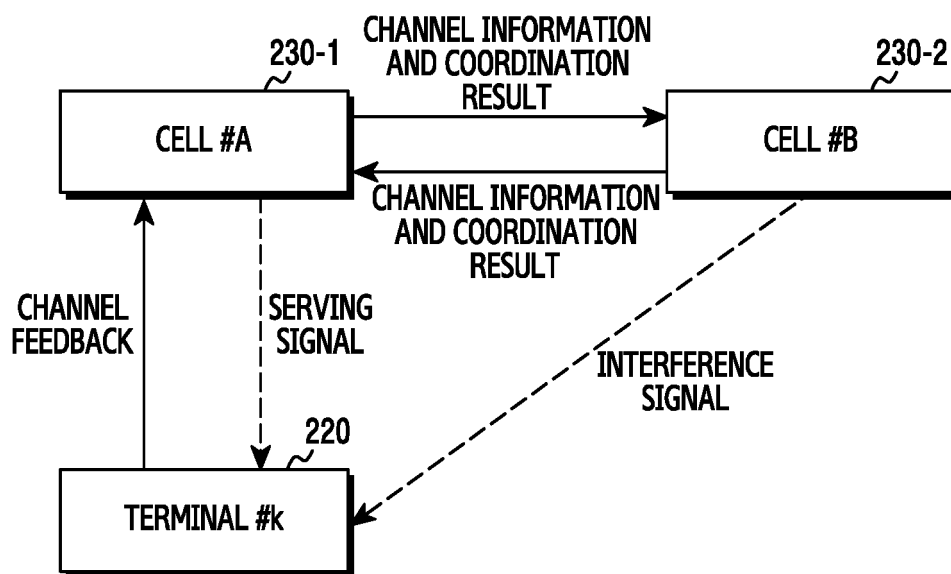 CHANNEL INFORMATION
AND COORDINATION
RESULT
230-1
230-2
CELL #A
CELL #B
CHANNEL INFORMATION
AND COORDINATION
RESULT
CHANNEL
FEEDBACK
SERVING
SIGNAL
INTERFERENCE
SIGNAL
220
TERMINAL #k